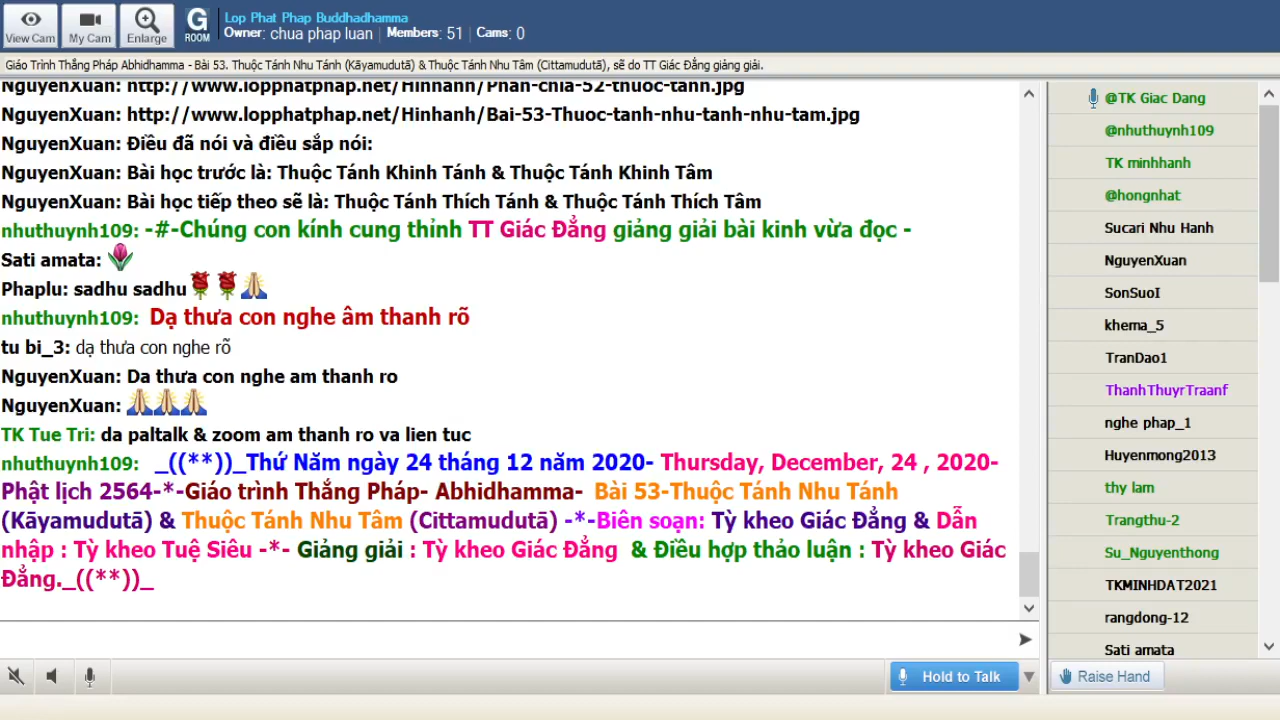 View Cam
My Cam
Enlarge
G
ROOM
Lop Phat Phap Buddhadhamma
Owner: chua phap luan
Members: 51
Cams: 0
Giáo Trình Thắng Pháp Abhidhamma - Bài 53. Thuộc Tánh Nhu Tánh (Kāyamudutā) & Thuộc Tánh Nhu Tâm (Cittamudutā), sẽ do TT Giác Đẳng giảng giải.
NguyenXuan: http://www.lopphatphap.net/Hinhanh/Phan-chia-52-thuoc-tanh.jpg
NguyenXuan: http://www.lopphatphap.net/Hinhanh/Bai-53-Thuoc-tanh-nhu-tanh-nhu-tam.jpg
NguyenXuan: Điều đã nói và điều sắp nói:
NguyenXuan: Bài học trước là: Thuộc Tánh Khinh Tánh & Thuộc Tánh Khinh Tâm
NguyenXuan: Bài học tiếp theo sẽ là: Thuộc Tánh Thích Tánh & Thuộc Tánh Thích Tâm
nhuthuynh109: -#-Chúng con kính cung thỉnh TT Giác Đẳng giảng giải bài kinh vừa đọc -
Sati amata:
Phaplu: sadhu sadhu
nhuthuynh109: Dạ thưa con nghe âm thanh rõ
tu bi_3: dạ thưa con nghe rõ
NguyenXuan: Da thưa con nghe am thanh ro
NguyenXuan:
TK Tue Tri: da paltalk & zoom am thanh ro va lien tuc
nhuthuynh109: _((**))_Thứ Năm ngày 24 tháng 12 năm 2020- Thursday, December, 24 , 2020-
Phật lịch 2564-*-Giáo trình Thắng Pháp- Abhidhamma- Bài 53-Thuộc Tánh Nhu Tánh
(Kāyamudutā) & Thuộc Tánh Nhu Tâm (Cittamudutā) -*-Biên soạn: Tỳ kheo Giác Đẳng & Dẫn
nhập : Tỳ kheo Tuệ Siêu -*- Giảng giải : Tỳ kheo Giác Đẳng & Điều hợp thảo luận : Tỳ kheo Giác
Đẳng._((**))_
Hold to Talk
@TK Giac Dang
@nhuthuynh109
TK minhhanh
@hongnhat
Sucari Nhu Hanh
NguyenXuan
SonSuoI
khema_5
TranDao1
ThanhThuyrTraanf
nghe phap_1
Huyenmong2013
thy lam
Trangthu-2
Su_Nguyenthong
TKMINHDAT2021
rangdong-12
Sati amata
Raise Hand